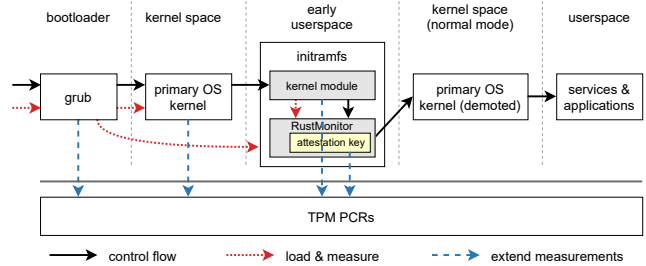 bootloader
kernel space
early
userspace
kernel space
(normal mode)
userspace
initramfs
kernel module
grub
primary OS
kernel
RustMonitor
attestation key
primary OS
kernel (demoted)
services &
applications
TPM PCRs
control flow
load & measure
extend measurements